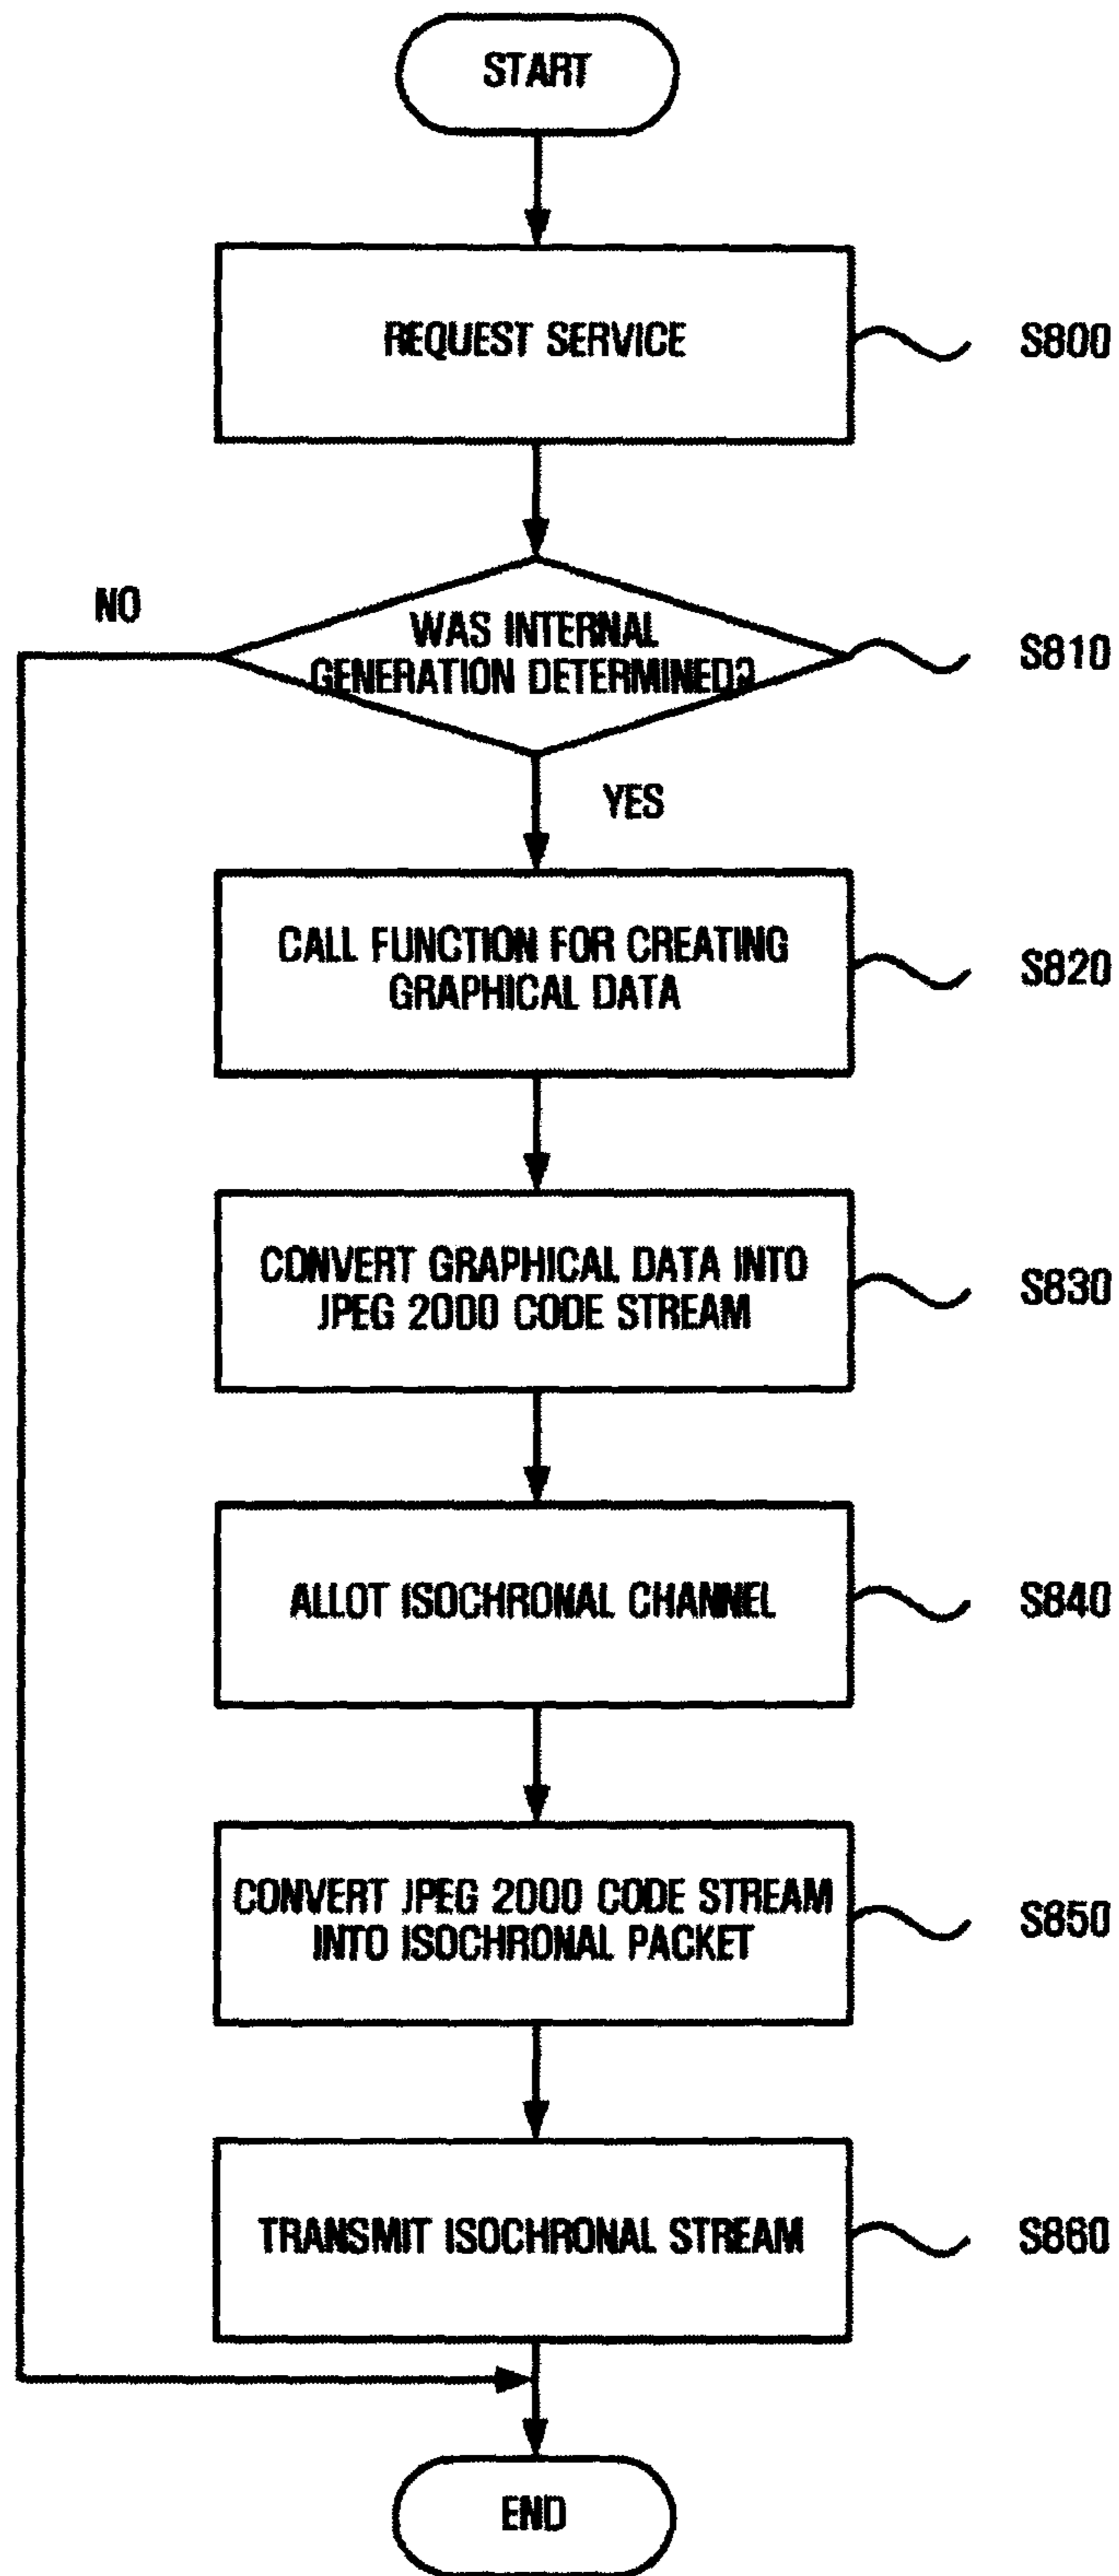 START
REQUEST SERVICE
S800
NO
WAS INTERNAL
GENERATION DETERMINED?
S810
YES
CALL FUNCTION FOR CREATING
GRAPHICAL DATA
S820
CONVERT GRAPHICAL DATA INTO
JPEG 2000 CODE STREAM
S830
ALLOT ISOCHRONAL CHANNEL
S840
CONVERT JPEG 2000 CODE STREAM
INTO ISOCHRONAL PACKET
S850
TRANSMIT ISOCHRONAL STREAM
S860
END